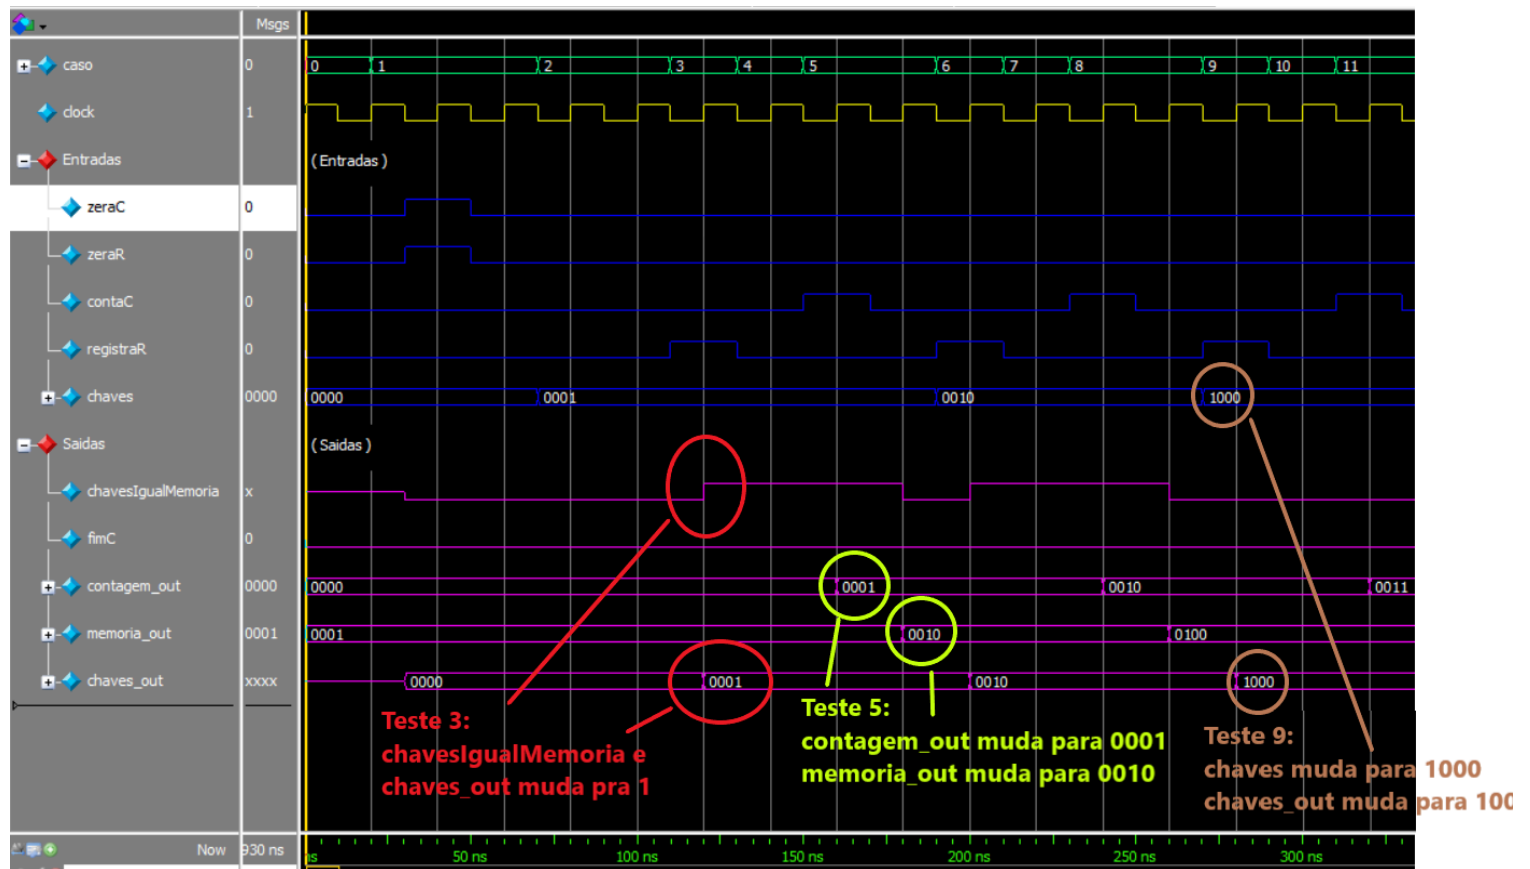 Msgs
caso 0 0 1 2 3 4 5 6 7 8 9 10 11
clock 1
Entradas ( Entradas )
zeraC 0
zeraR 0
contaC 0
registraR 0
chaves 0000 0000 0001 0010 1000
Saidas ( Saidas )
chavesIgualMemoria x
fimC 0
contagem_out 0000 0000 0001 0010 0011
memoria_out 0001 0001 0010 0100
chaves_out xxxx 0000 0001 0010 1000
Teste 3:
chavesIgualMemoria e
chaves_out muda pra 1
Teste 5:
contagem_out muda para 0001
memoria_out muda para 0010
Teste 9:
chaves muda para 1000
chaves_out muda para 100
Now 930 ns 50 ns 100 ns 150 ns 200 ns 250 ns 300 ns